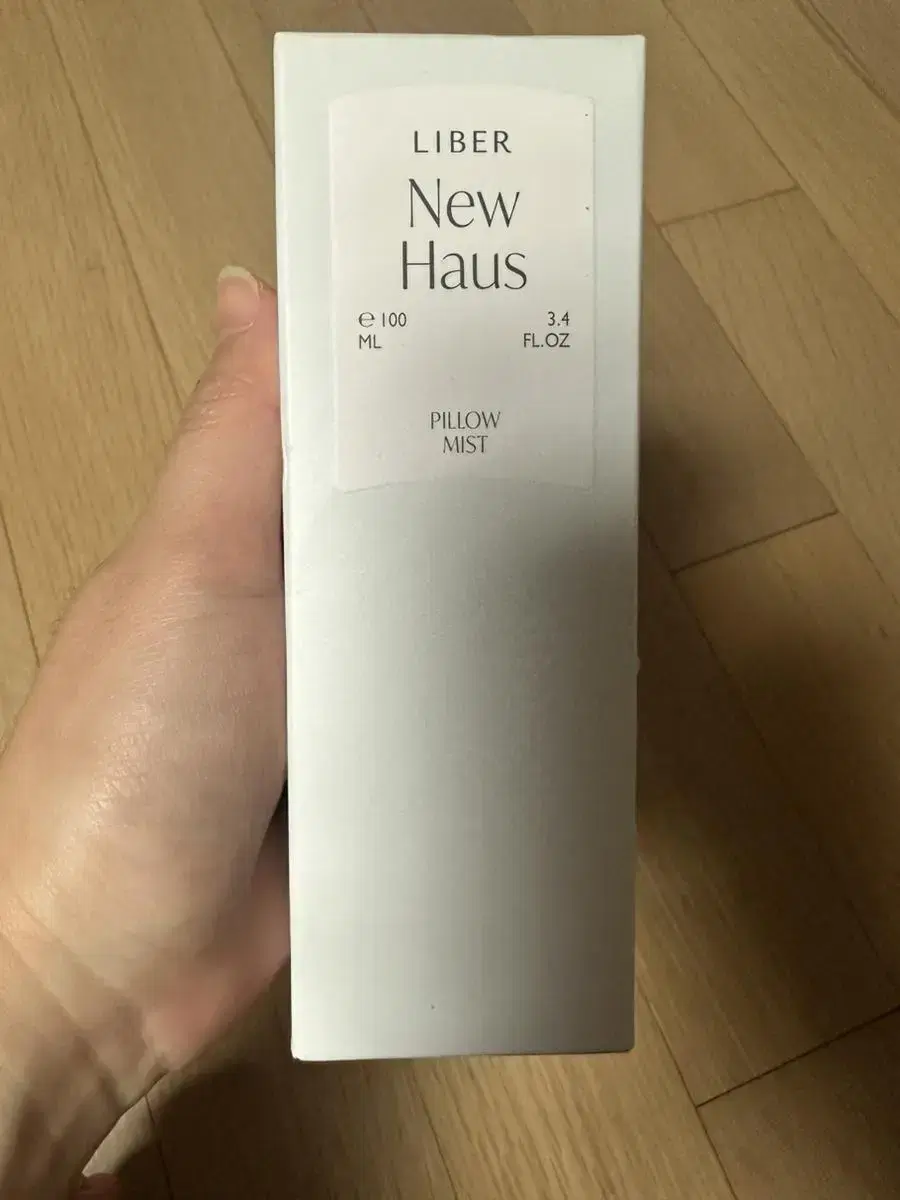 LIBER
New
Haus
℮ 100 3.4
ML FL.OZ
PILLOW
MIST